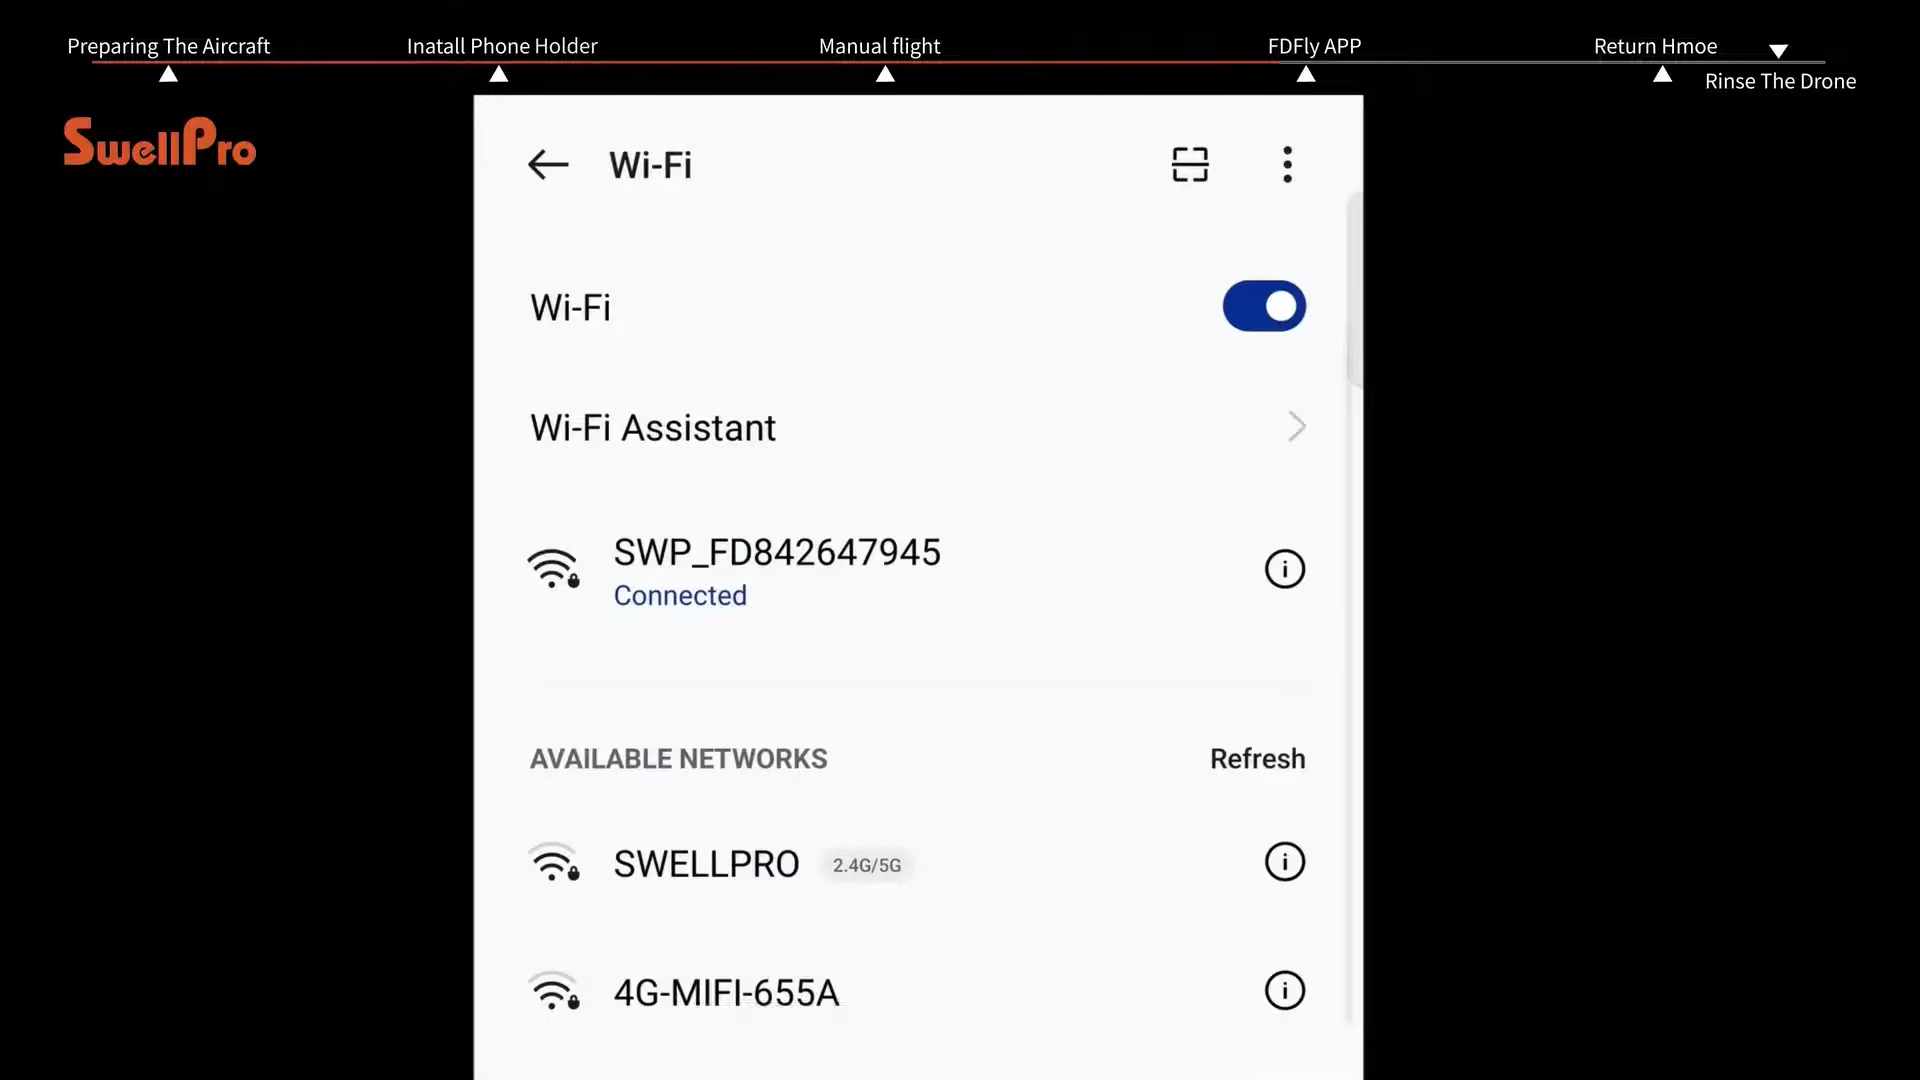 Preparing The Aircraft
Inatall Phone Holder
Manual flight
FDFly APP
Return Hmoe
Rinse The Drone
SwellPro
Wi-Fi
Wi-Fi
Wi-Fi Assistant
SWP_FD842647945
Connected
AVAILABLE NETWORKS
Refresh
SWELLPRO 2.4G/5G
4G-MIFI-655A